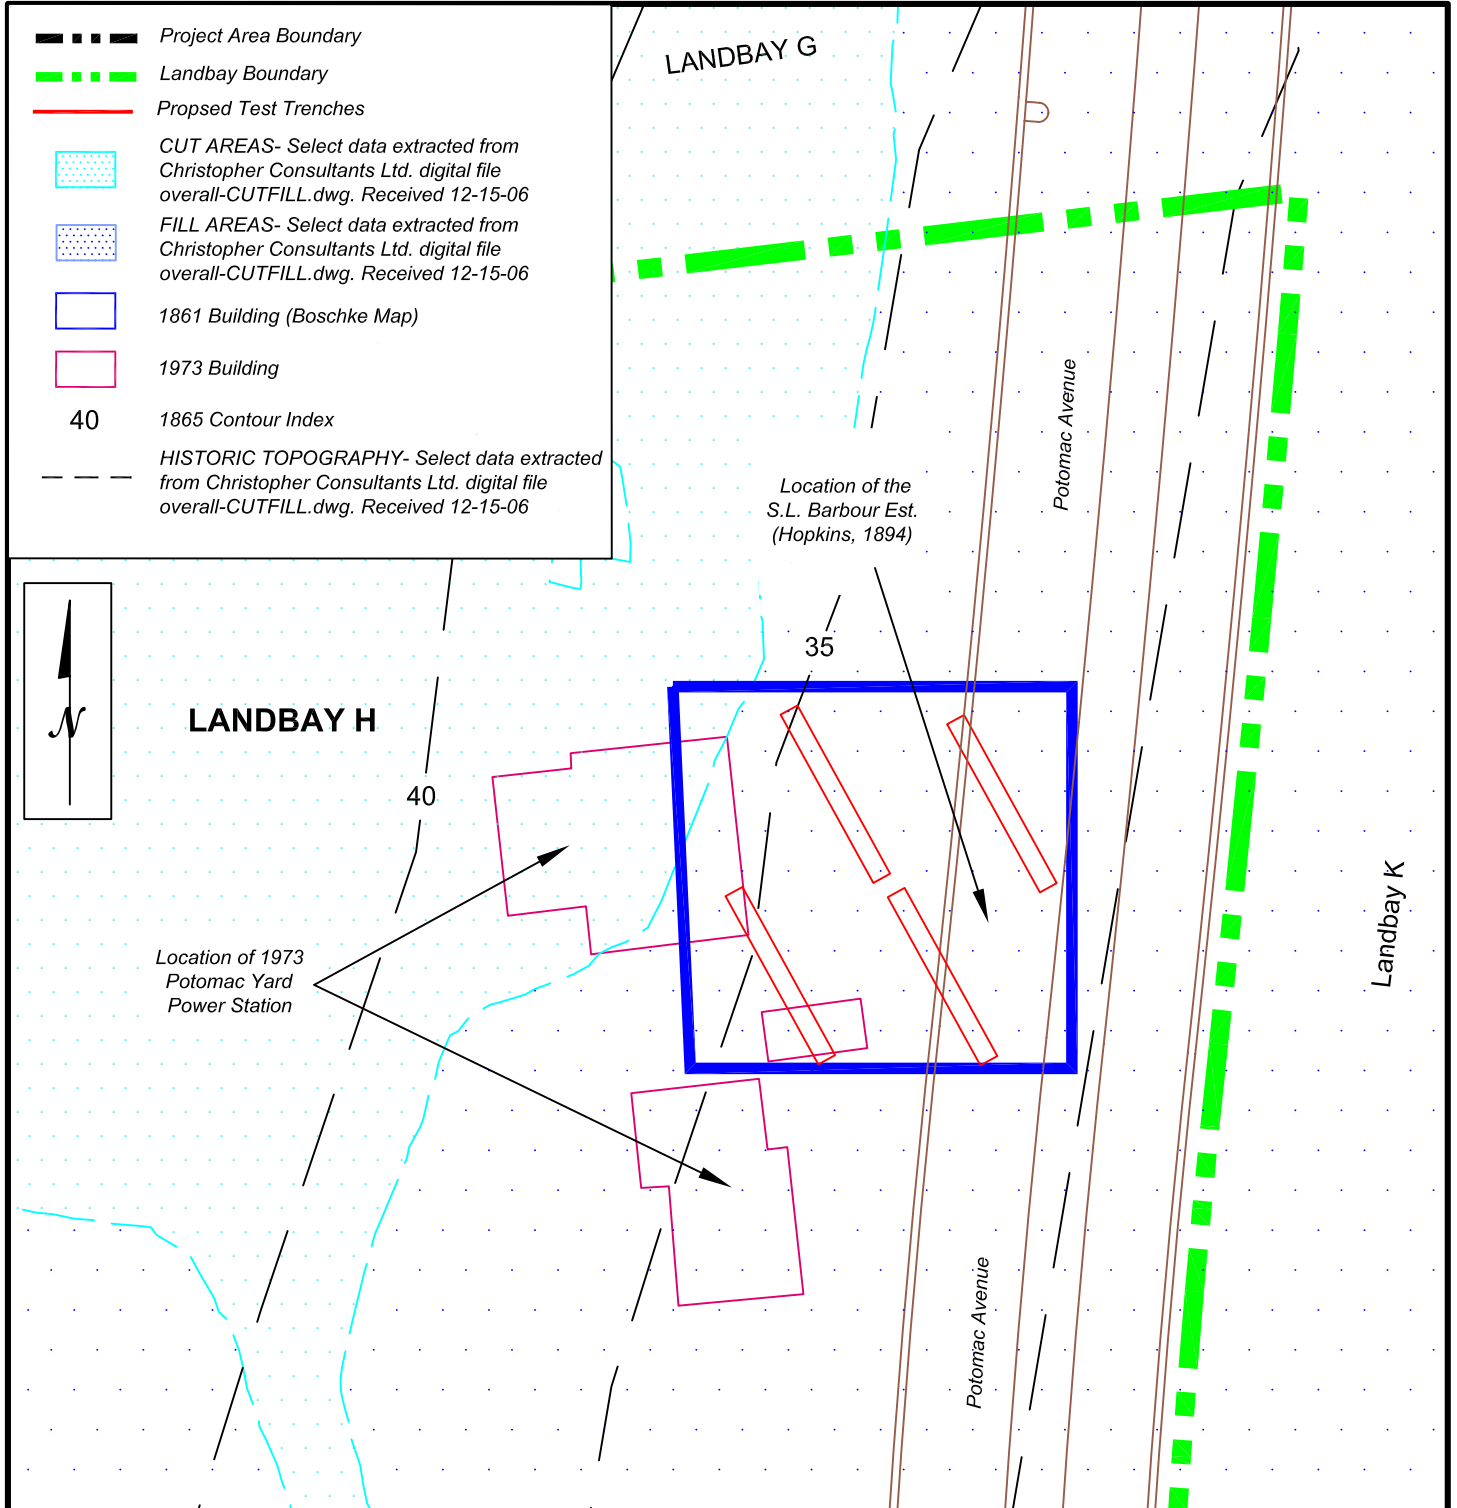 Project Area Boundary
Landbay Boundary
Propsed Test Trenches
CUT AREAS- Select data extracted from
Christopher Consultants Ltd. digital file
overall-CUTFILL.dwg. Received 12-15-06
FILL AREAS- Select data extracted from
Christopher Consultants Ltd. digital file
overall-CUTFILL.dwg. Received 12-15-06
1861 Building (Boschke Map)
1973 Building
40
1865 Contour Index
HISTORIC TOPOGRAPHY- Select data extracted
from Christopher Consultants Ltd. digital file
overall-CUTFILL.dwg. Received 12-15-06
LANDBAY G
Potomac Avenue
Location of the
S.L. Barbour Est.
(Hopkins, 1894)
35
N
LANDBAY H
40
Landbay K
Location of 1973
Potomac Yard
Power Station
Potomac Avenue